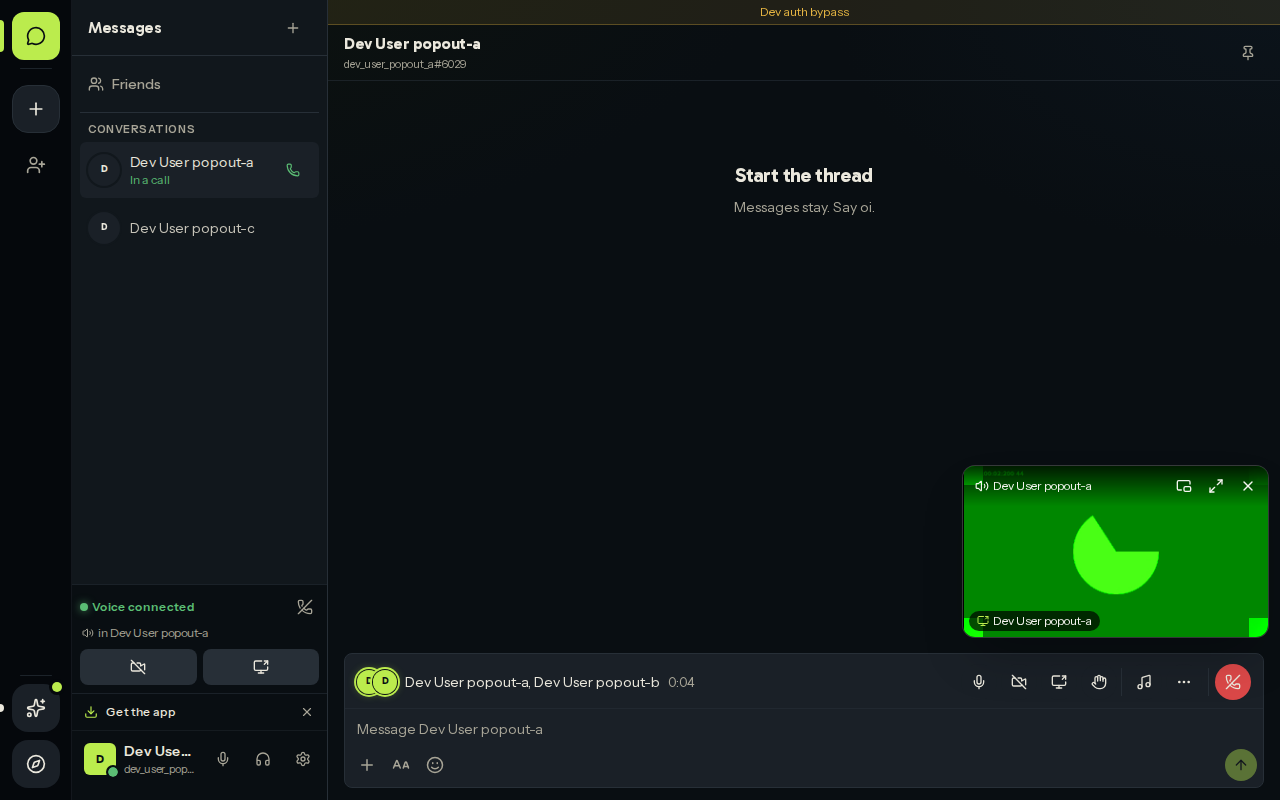 Messages
Friends
CONVERSATIONS
D
Dev User popout-a
In a call
D
Dev User popout-c
Voice connected
in Dev User popout-a
Get the app
D
Dev Use...
dev_user_pop...
Dev auth bypass
Dev User popout-a
dev_user_popout_a#6029
Start the thread
Messages stay. Say oi.
Dev User popout-a
Dev User popout-a
D
Dev User popout-a, Dev User popout-b 0:04
Message Dev User popout-a
AA